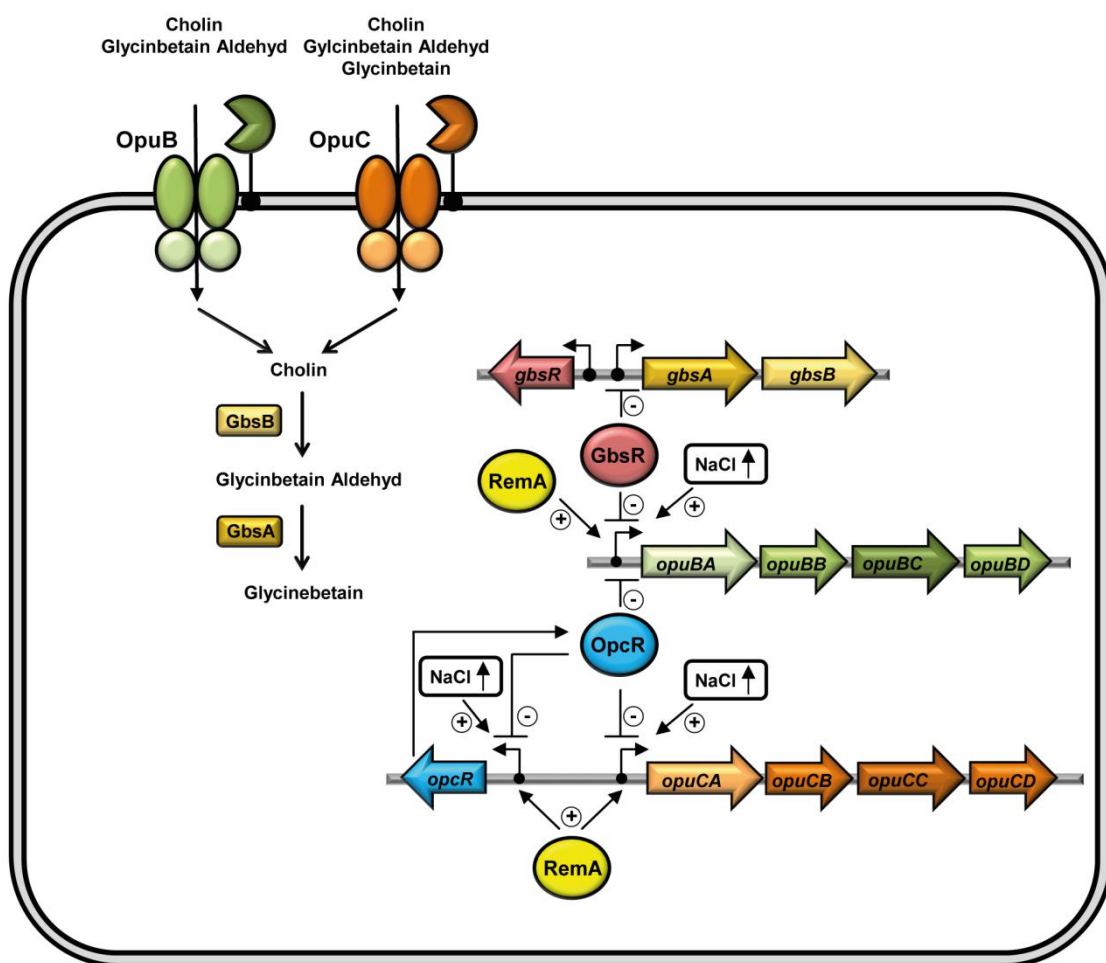 Cholin
Glycinbetain Aldehyd
Cholin
Gylcinbetain Aldehyd
Glycinbetain
OpuB
OpuC
Cholin
GbsB
Glycinbetain Aldehyd
GbsA
Glycinebetain
gbsR
gbsA
gbsB
-
GbsR
NaCl
RemA
-
+
+
opuBA
opuBB
opuBC
opuBD
-
OpcR
NaCl
NaCl
+
-
-
+
opcR
opuCA
opuCB
opuCC
opuCD
+
RemA